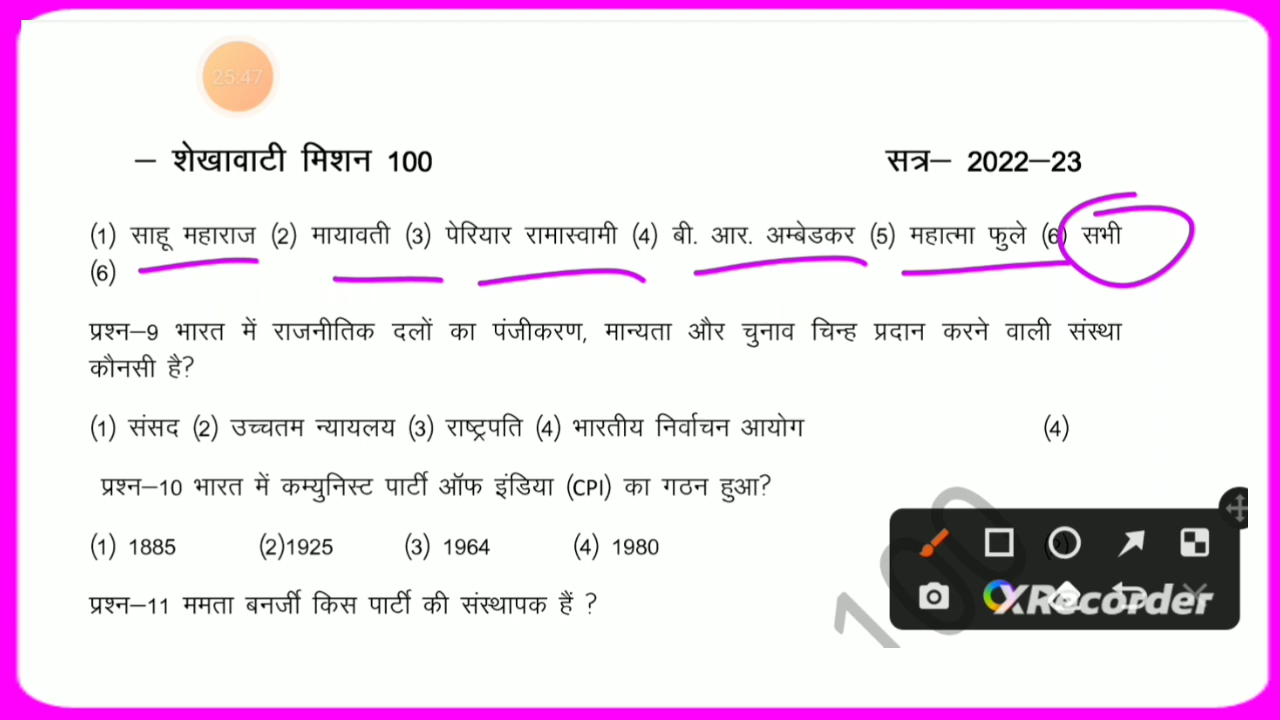 25:47
– शेखावाटी मिशन 100 सत्र– 2022–23
(1) साहू महाराज (2) मायावती (3) पेरियार रामास्वामी (4) बी. आर. अम्बेडकर (5) महात्मा फुले (6) सभी
(6)
प्रश्न–9 भारत में राजनीतिक दलों का पंजीकरण, मान्यता और चुनाव चिन्ह प्रदान करने वाली संस्था
कौनसी है?
(1) संसद (2) उच्चतम न्यायलय (3) राष्ट्रपति (4) भारतीय निर्वाचन आयोग (4)
प्रश्न–10 भारत में कम्युनिस्ट पार्टी ऑफ इंडिया (CPI) का गठन हुआ?
(1) 1885 (2)1925 (3) 1964 (4) 1980
प्रश्न–11 ममता बनर्जी किस पार्टी की संस्थापक हैं ?
100
XRecorder